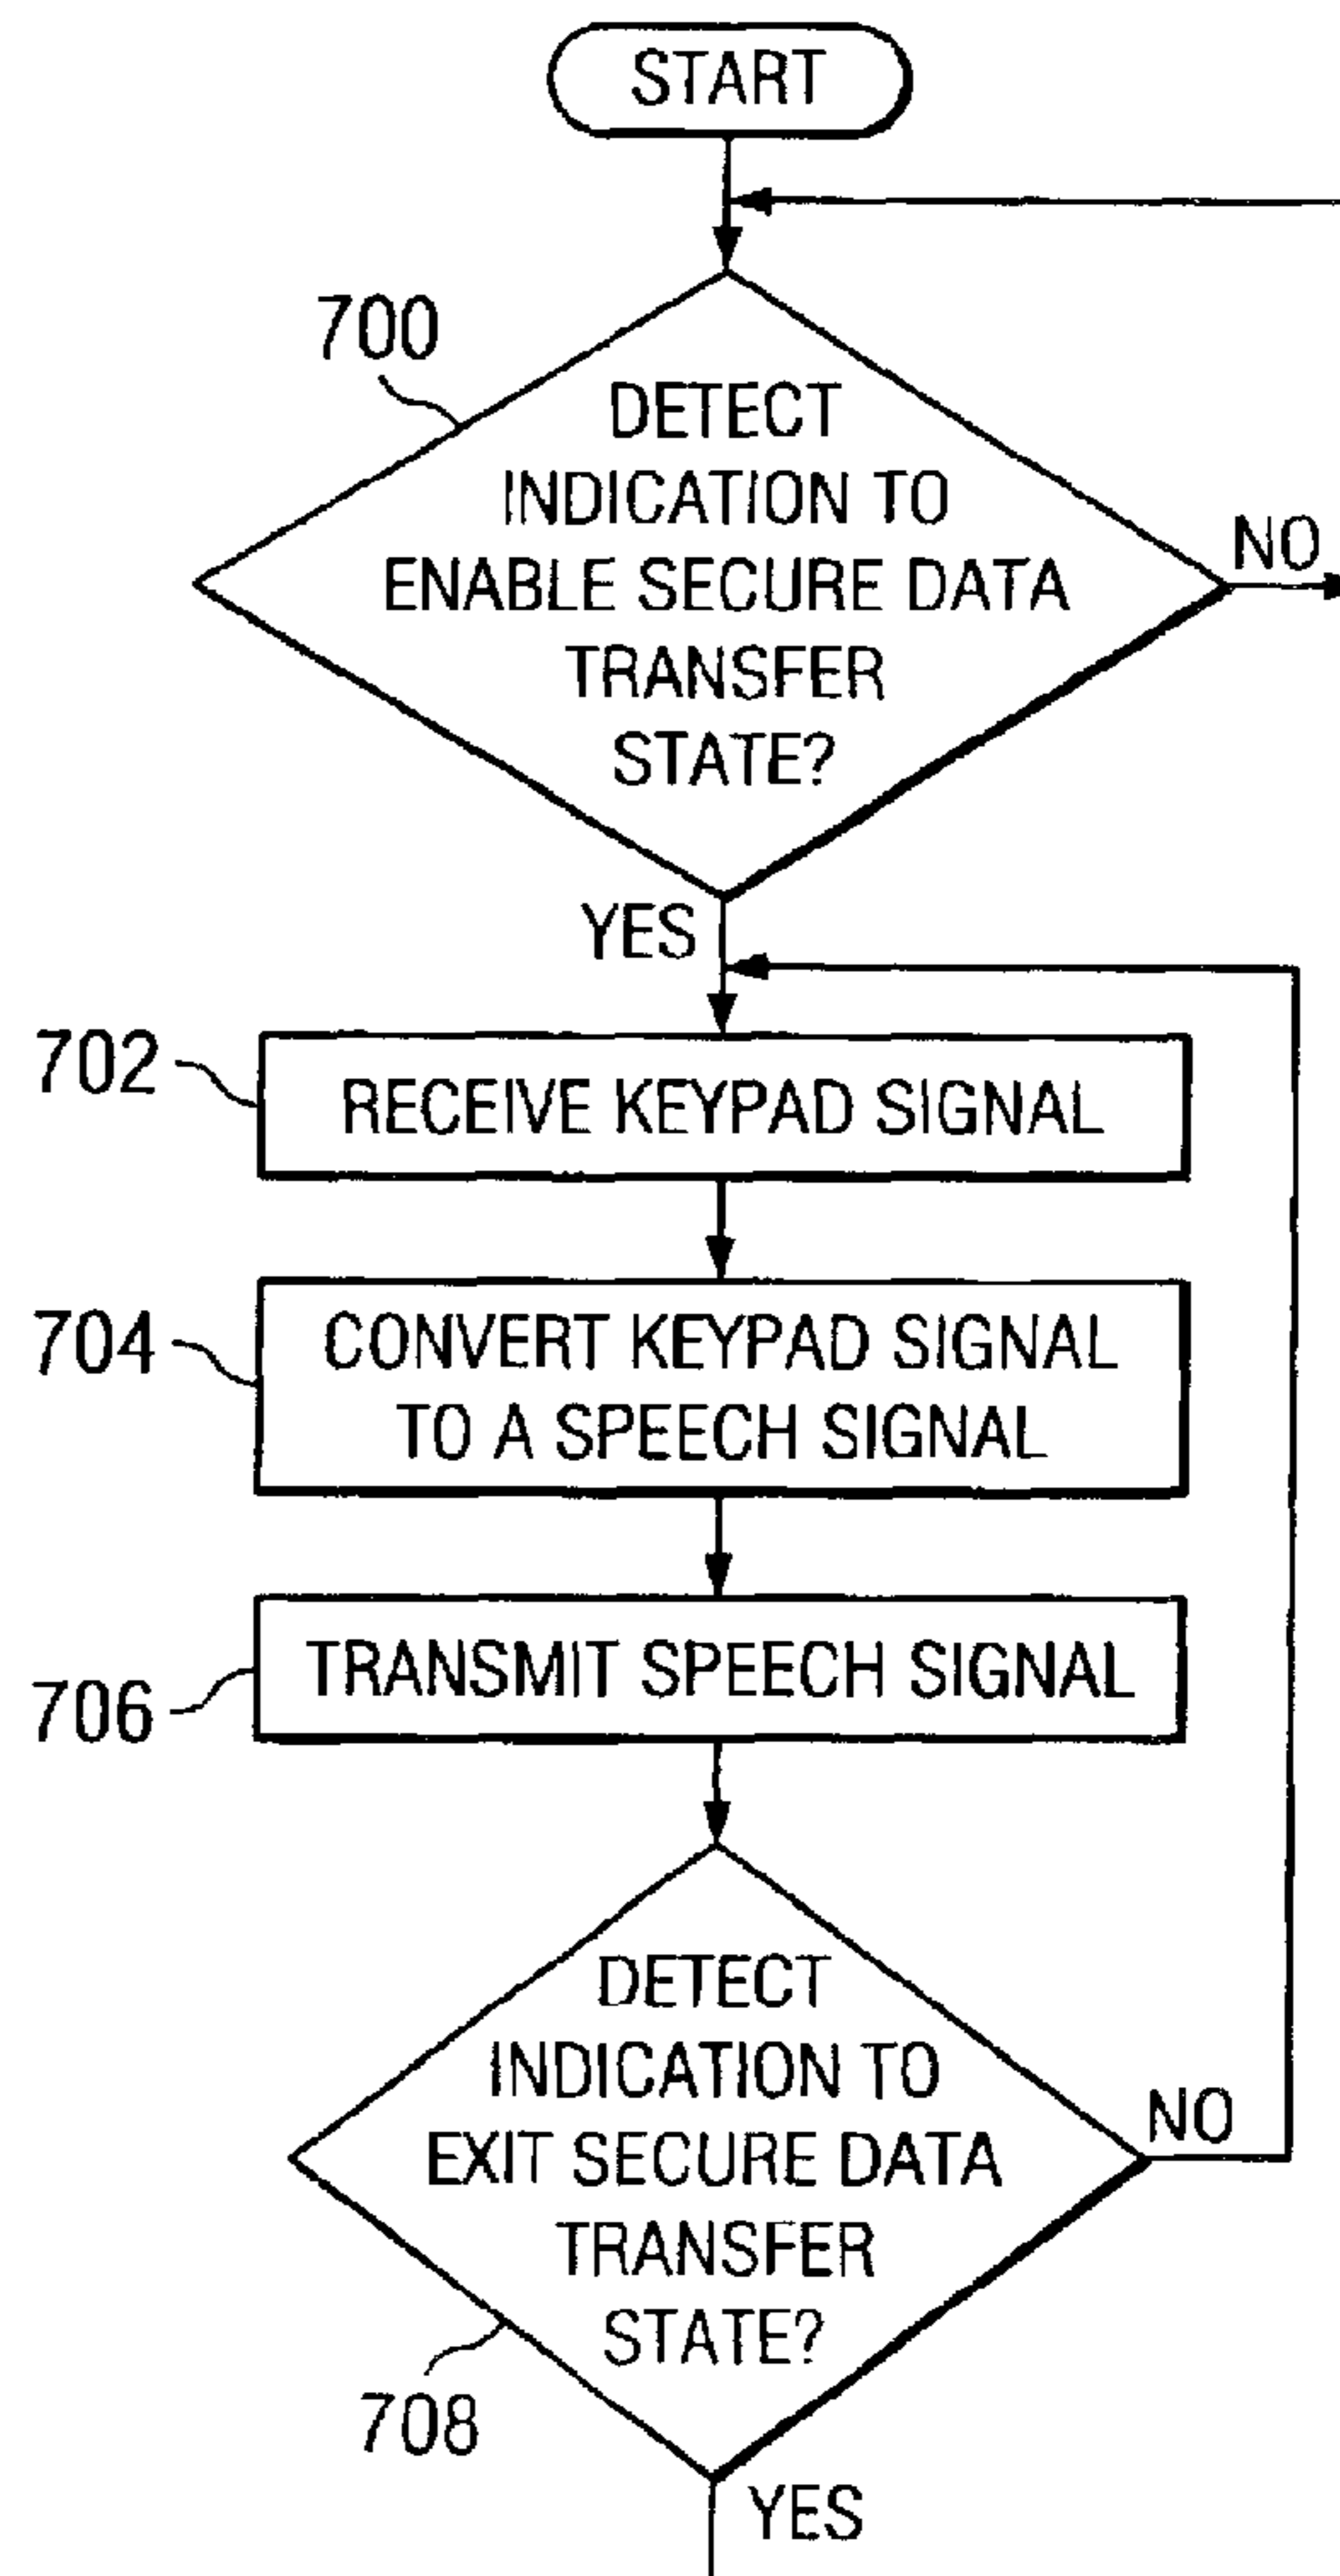 START
700
DETECT
INDICATION TO
ENABLE SECURE DATA
TRANSFER
STATE?
NO
YES
702
RECEIVE KEYPAD SIGNAL
704
CONVERT KEYPAD SIGNAL
TO A SPEECH SIGNAL
706
TRANSMIT SPEECH SIGNAL
DETECT
INDICATION TO
EXIT SECURE DATA
TRANSFER
STATE?
NO
708
YES